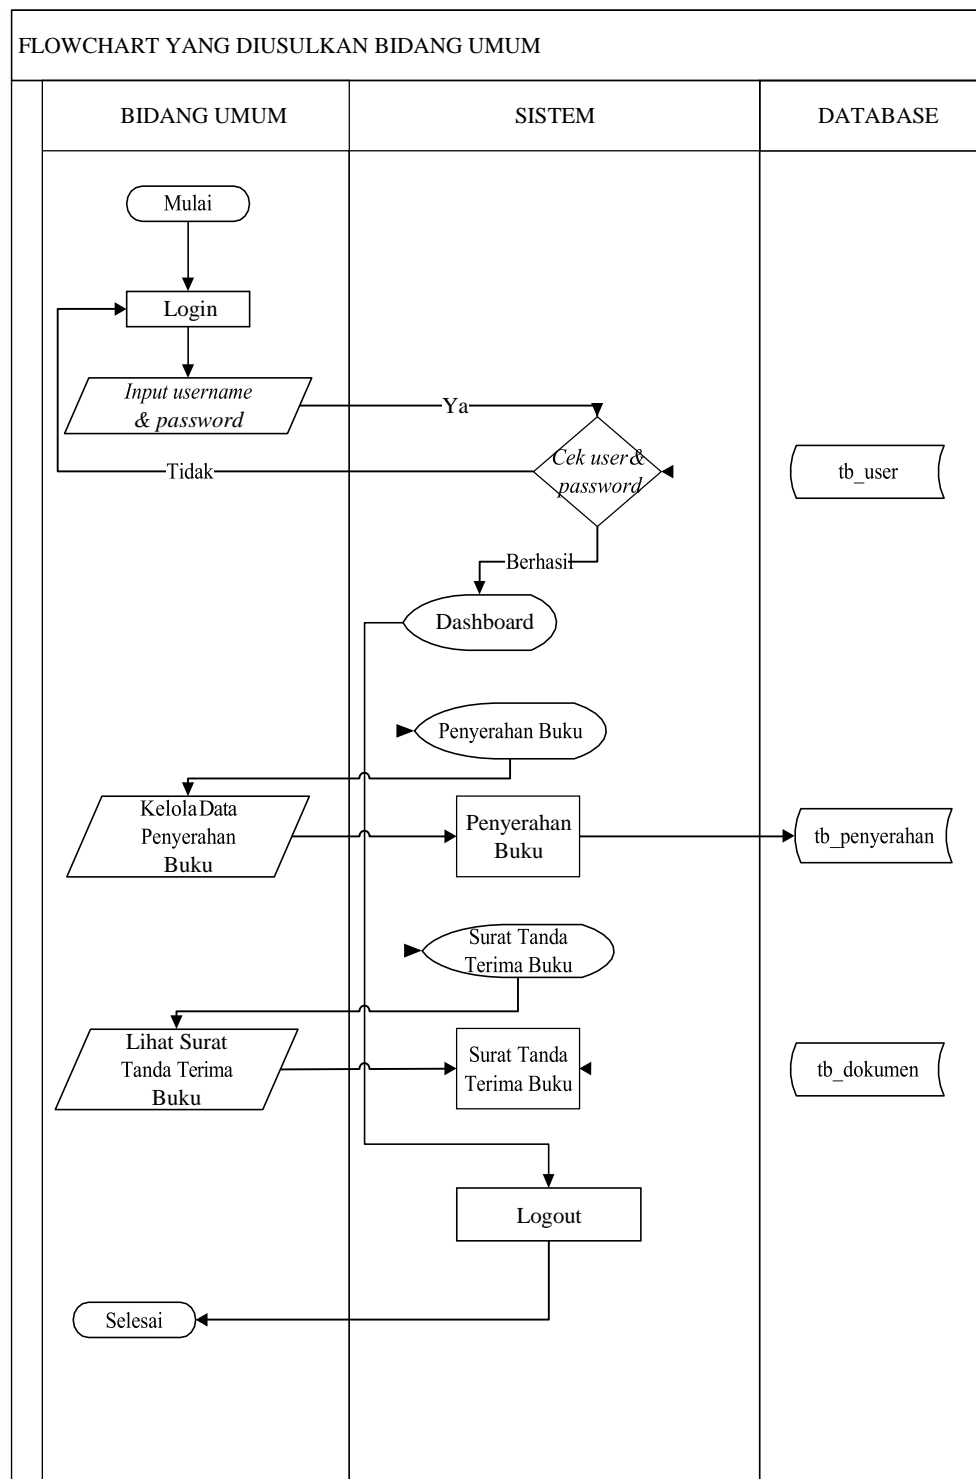 FLOWCHART YANG DIUSULKAN BIDANG UMUM
BIDANG UMUM
SISTEM
DATABASE
Mulai
Login
Input username
& password
Ya
Cek user &
password
Tidak
tb_user
Berhasil
Dashboard
Penyerahan Buku
Kelola Data
Penyerahan
Buku
Penyerahan
Buku
tb_penyerahan
Surat Tanda
Terima Buku
Lihat Surat
Tanda Terima
Buku
Surat Tanda
Terima Buku
tb_dokumen
Logout
Selesai